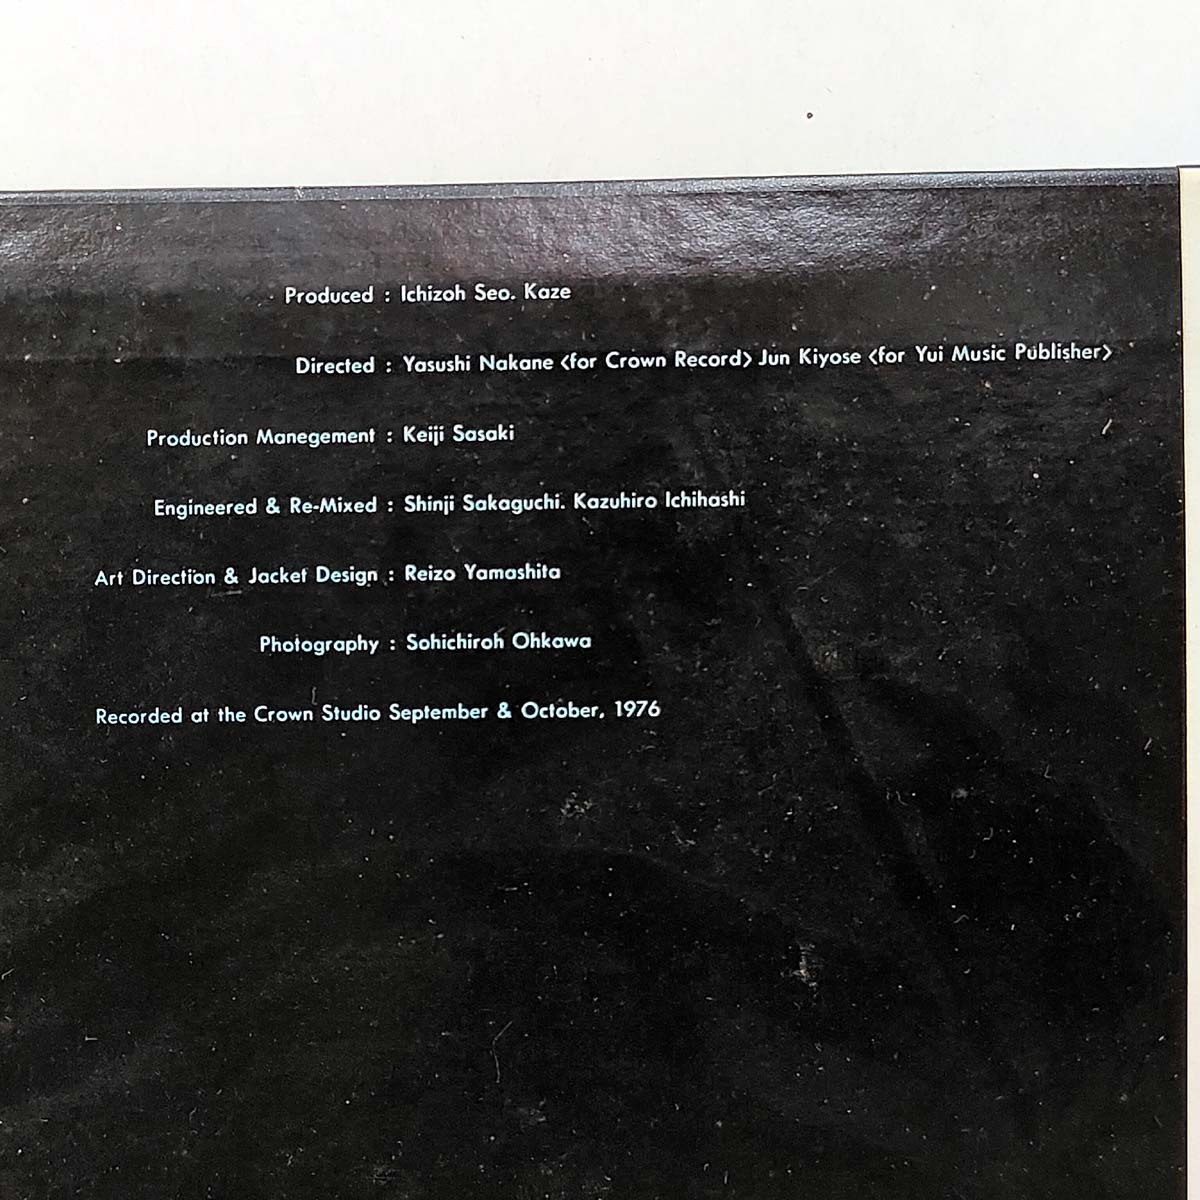 Produced : Ichizoh Seo. Kaze
Directed : Yasushi Nakane <for Crown Record> Jun Kiyose <for Yui Music Publisher>
Production Manegement : Keiji Sasaki
Engineered & Re-Mixed : Shinji Sakaguchi. Kazuhiro Ichihashi
Art Direction & Jacket Design : Reizo Yamashita
Photography : Sohichiroh Ohkawa
Recorded at the Crown Studio September & October, 1976